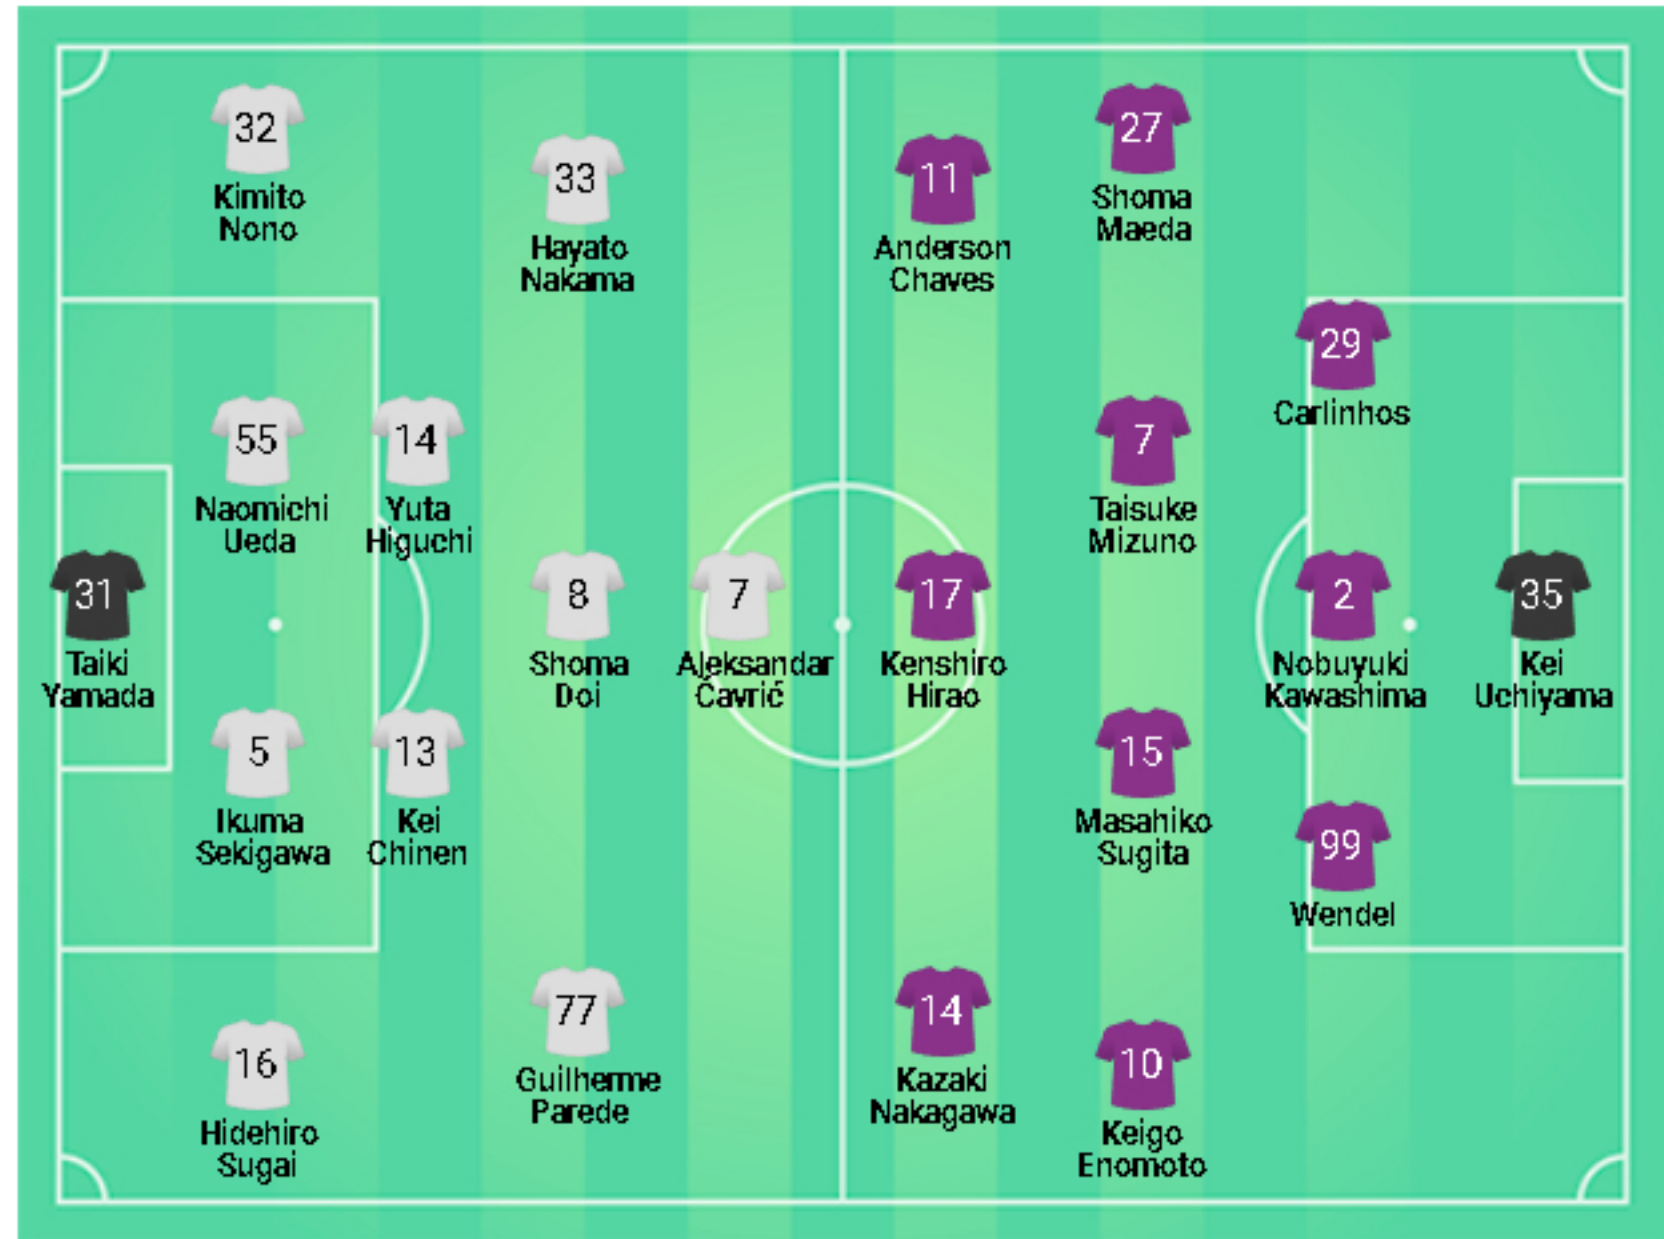 32
Kimito
Nono
33
Hayato
Nakama
11
Anderson
Chaves
27
Shoma
Maeda
29
Carlinhos
55
Naomichi
Ueda
14
Yuta
Higuchi
7
Taisuke
Mizuno
31
Taiki
Yamada
8
Shoma
Doi
7
Aleksandar
Čavrić
17
Kenshiro
Hirao
2
Nobuyuki
Kawashima
35
Kei
Uchiyama
5
Ikuma
Sekigawa
13
Kei
Chinen
15
Masahiko
Sugita
99
Wendel
16
Hidehiro
Sugai
77
Guilherme
Parede
14
Kazaki
Nakagawa
10
Keigo
Enomoto